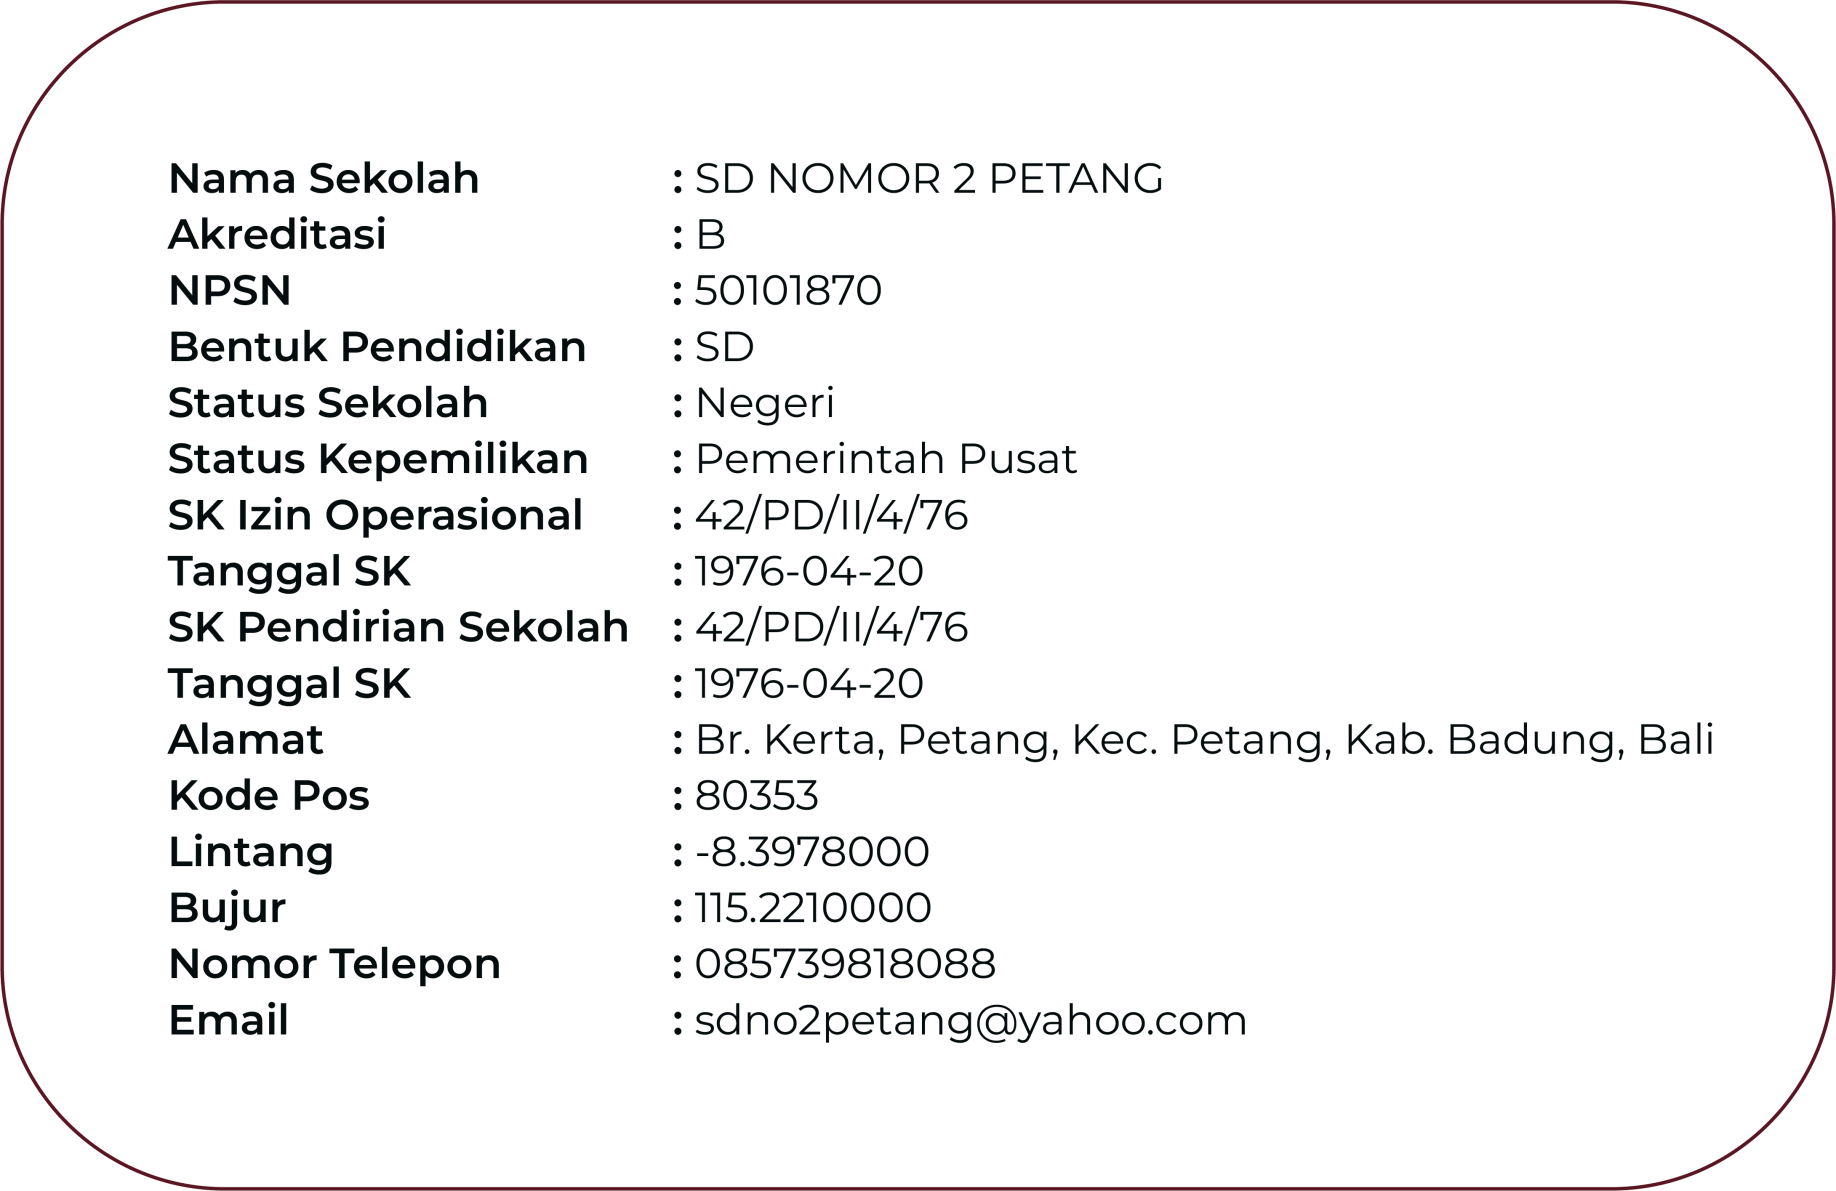 Nama Sekolah : SD NOMOR 2 PETANG
Akreditasi : B
NPSN : 50101870
Bentuk Pendidikan : SD
Status Sekolah : Negeri
Status Kepemilikan : Pemerintah Pusat
SK Izin Operasional : 42/PD/II/4/76
Tanggal SK : 1976-04-20
SK Pendirian Sekolah : 42/PD/II/4/76
Tanggal SK : 1976-04-20
Alamat : Br. Kerta, Petang, Kec. Petang, Kab. Badung, Bali
Kode Pos : 80353
Lintang : -8.3978000
Bujur : 115.2210000
Nomor Telepon : 085739818088
Email : sdno2petang@yahoo.com